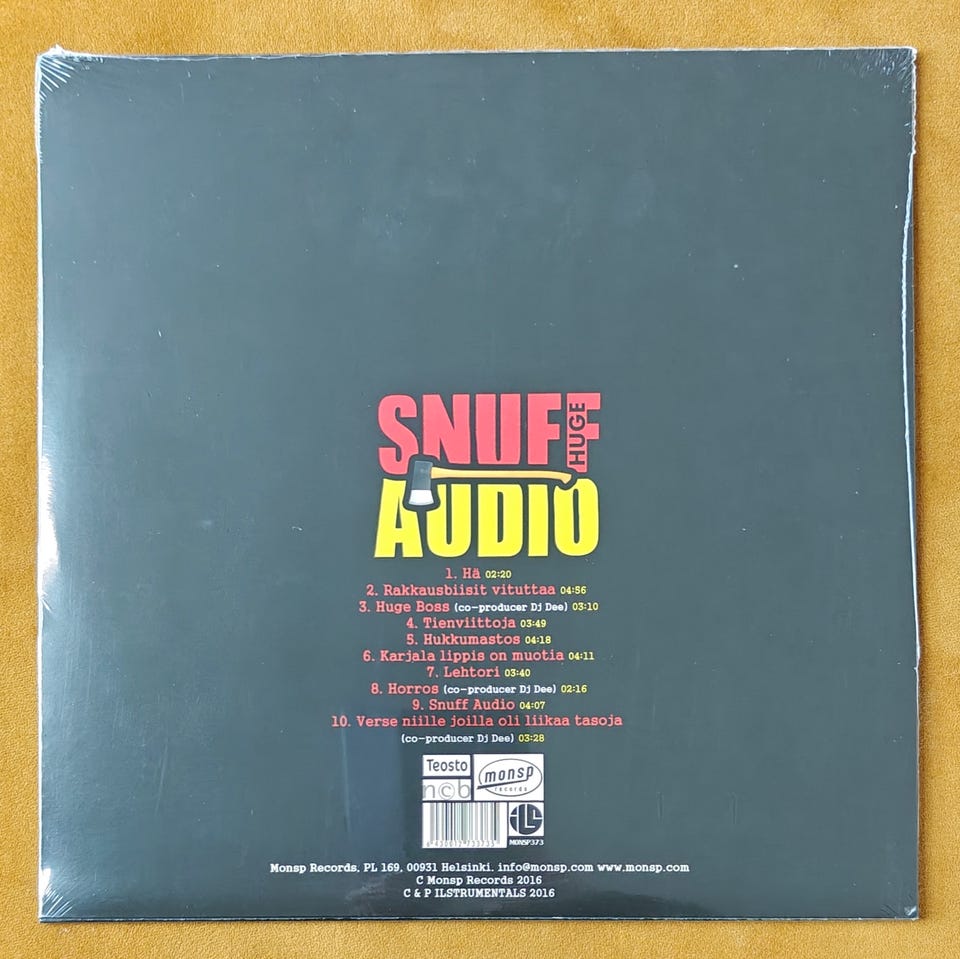 SNUFF
HUGE
AUDIO
1. Hä 02:20
2. Rakkausbiisit vituttaa 04:56
3. Huge Boss (co-producer Dj Dee) 03:10
4. Tienviittoja 03:49
5. Hukkumastos 04:18
6. Karjala lippis on muotia 04:11
7. Lehtori 03:40
8. Horros (co-producer Dj Dee) 02:16
9. Snuff Audio 04:07
10. Verse niille joilla oli liikaa tasoja
(co-producer Dj Dee) 03:28
Teosto
n©b
monsp
records
ILS
MONSP373
Monsp Records, PL 169, 00931 Helsinki. info@monsp.com www.monsp.com
C Monsp Records 2016
C & P ILSTRUMENTALS 2016